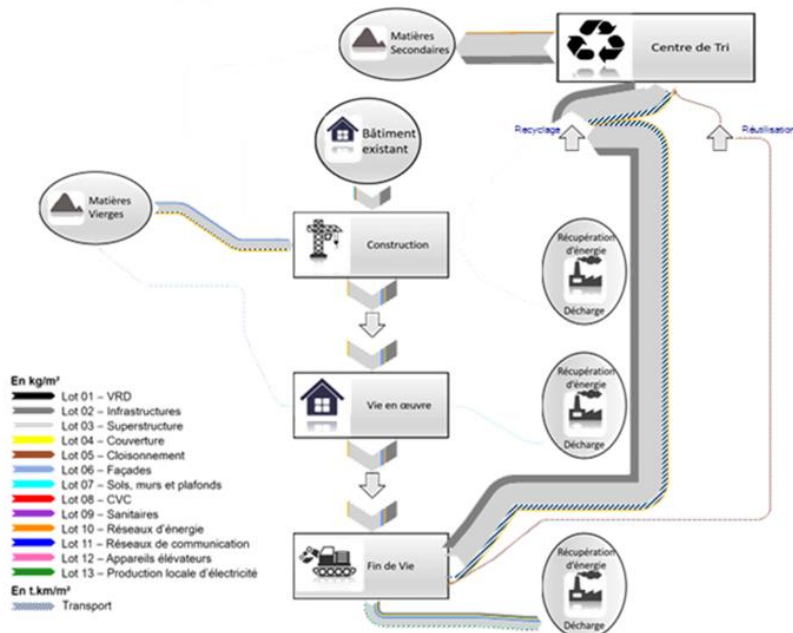 Matières
Secondaires
Centre de Tri
Recyclage
Réutilisation
Bâtiment
existant
Matières
Vierges
Construction
Récupération
d'énergie
Décharge
Vie en œuvre
Récupération
d'énergie
Décharge
Fin de Vie
Récupération
d'énergie
Décharge
En kg/m²
Lot 01 – VRD
Lot 02 – Infrastructures
Lot 03 – Superstructure
Lot 04 – Couverture
Lot 05 – Cloisonnement
Lot 06 – Façades
Lot 07 – Sols, murs et plafonds
Lot 08 – CVC
Lot 09 – Sanitaires
Lot 10 – Réseaux d'énergie
Lot 11 – Réseaux de communication
Lot 12 – Appareils élévateurs
Lot 13 – Production locale d'électricité
En t.km/m²
Transport